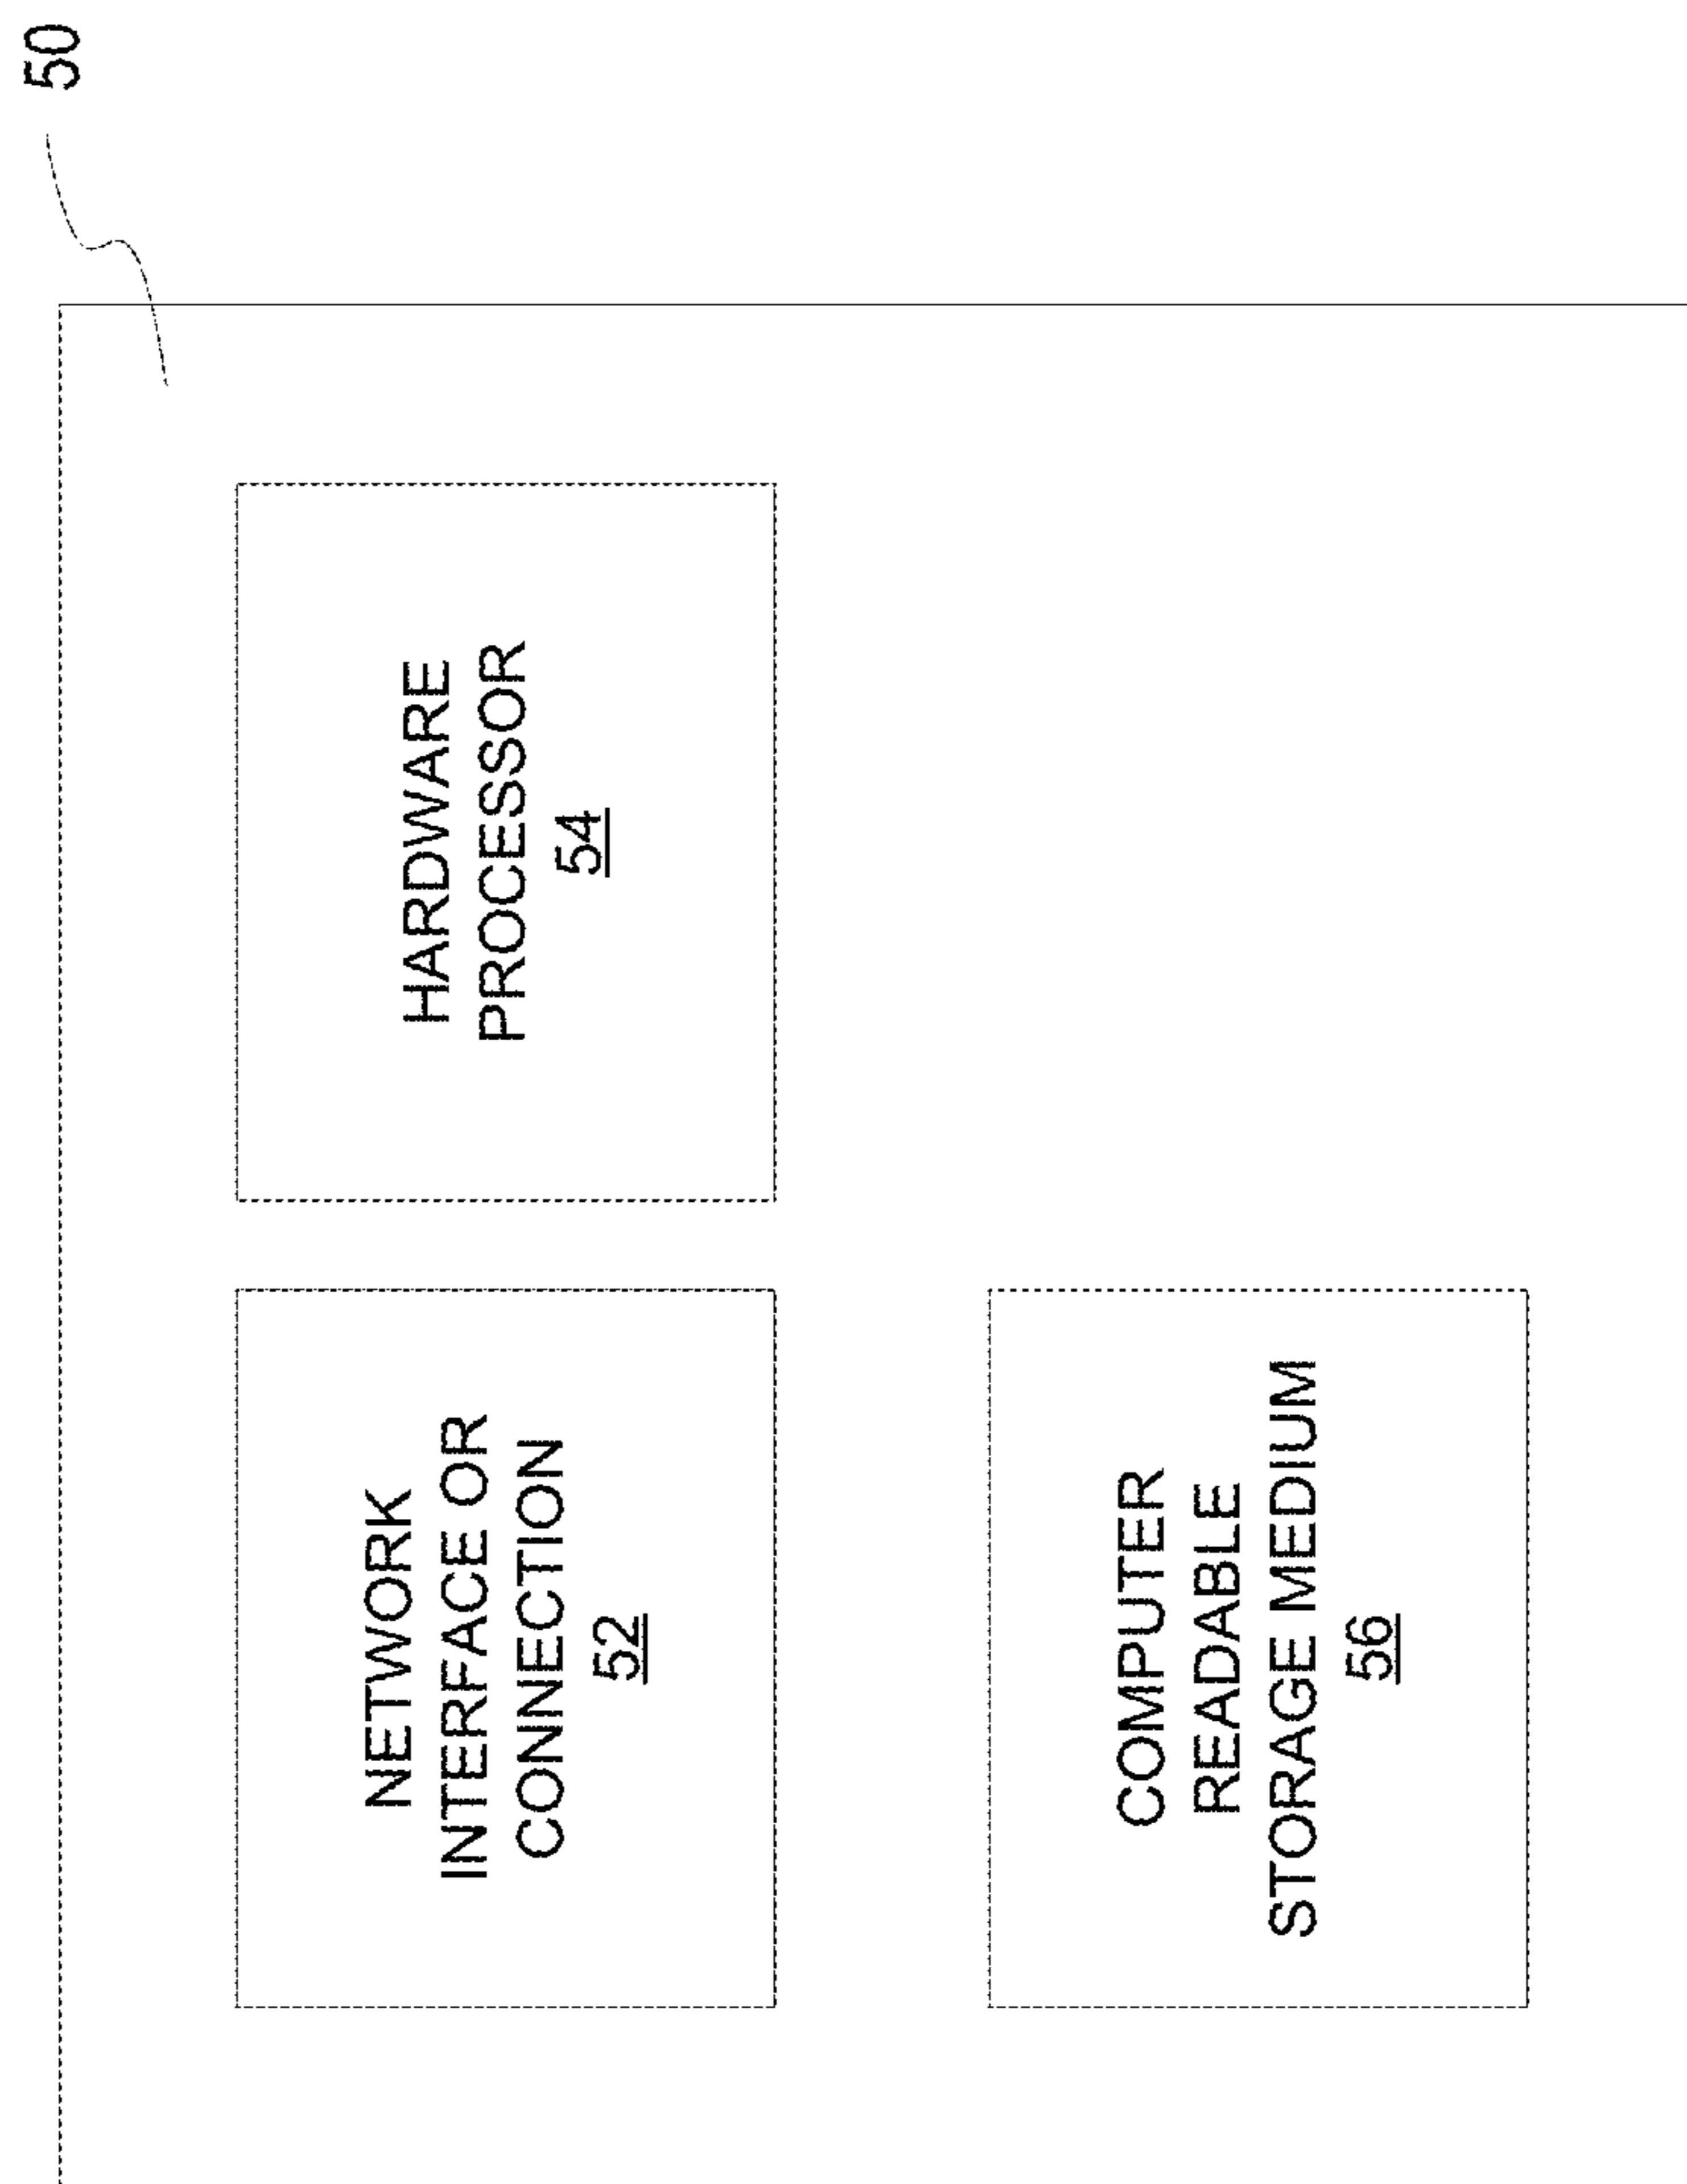 50
NETWORK
INTERFACE OR
CONNECTION
52
HARDWARE
PROCESSOR
54
COMPUTER
READABLE
STORAGE MEDIUM
56